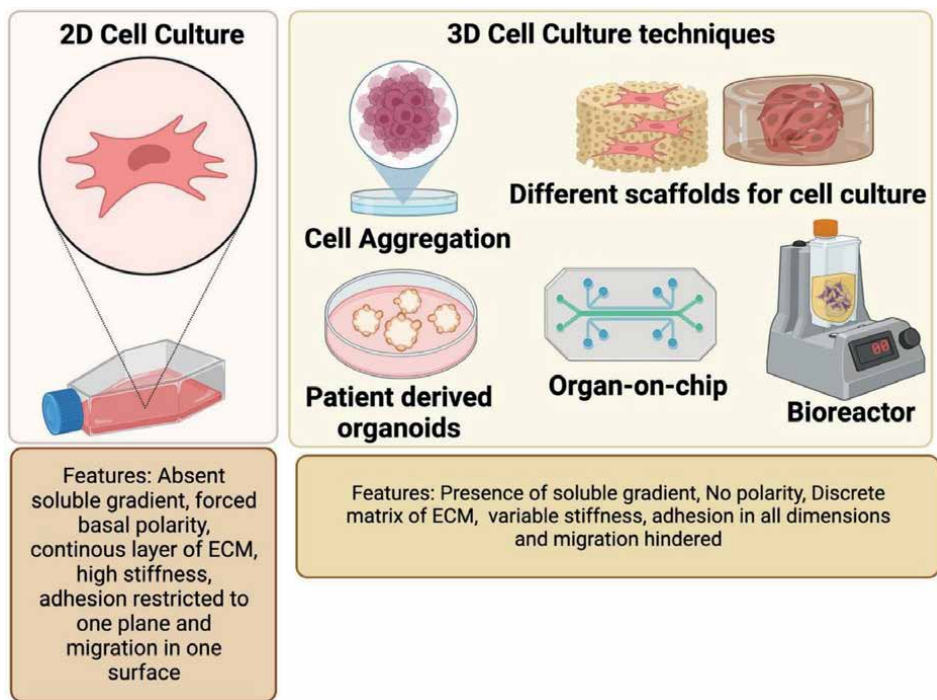 2D Cell Culture
3D Cell Culture techniques
Cell Aggregation
Different scaffolds for cell culture
Patient derived
organoids
Organ-on-chip
00
Bioreactor
Features: Absent
soluble gradient, forced
basal polarity,
continous layer of ECM,
high stiffness,
adhesion restricted to
one plane and
migration in one
surface
Features: Presence of soluble gradient, No polarity, Discrete
matrix of ECM, variable stiffness, adhesion in all dimensions
and migration hindered